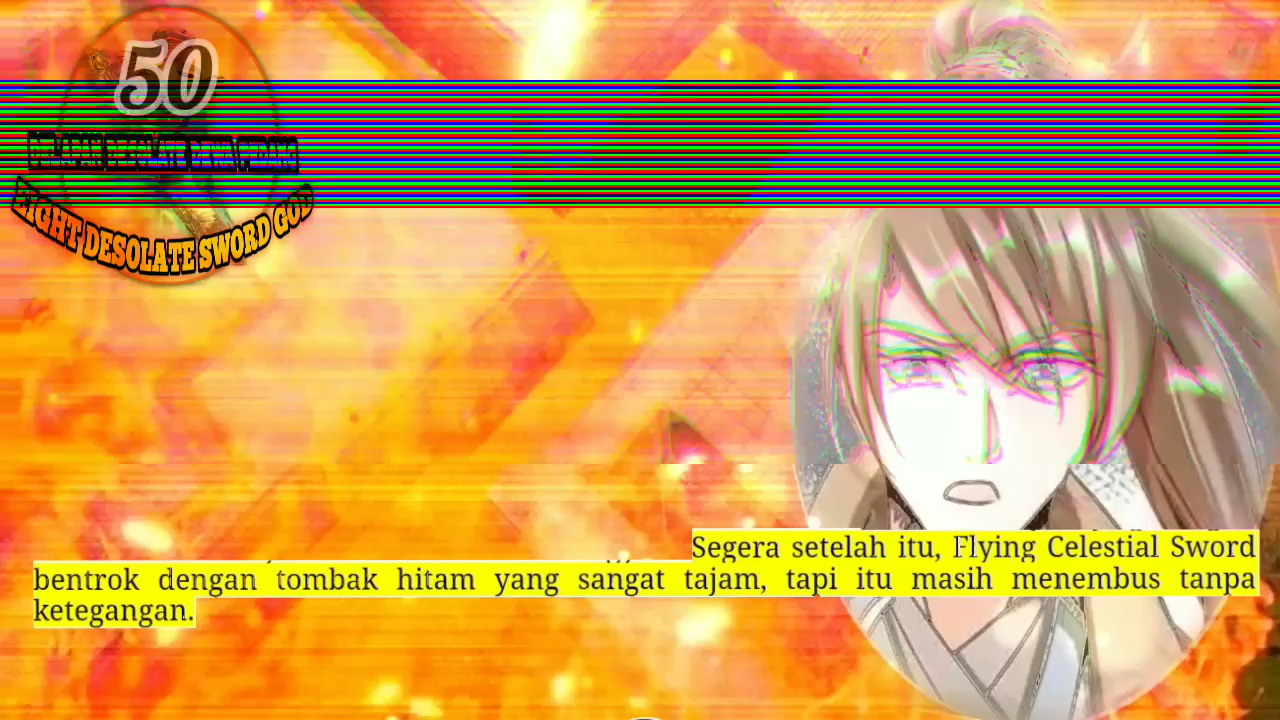 50
EIGHT DESOLATE SWORD GOD
Segera setelah itu, Flying Celestial Sword
bentrok dengan tombak hitam yang sangat tajam, tapi itu masih menembus tanpa
ketegangan.